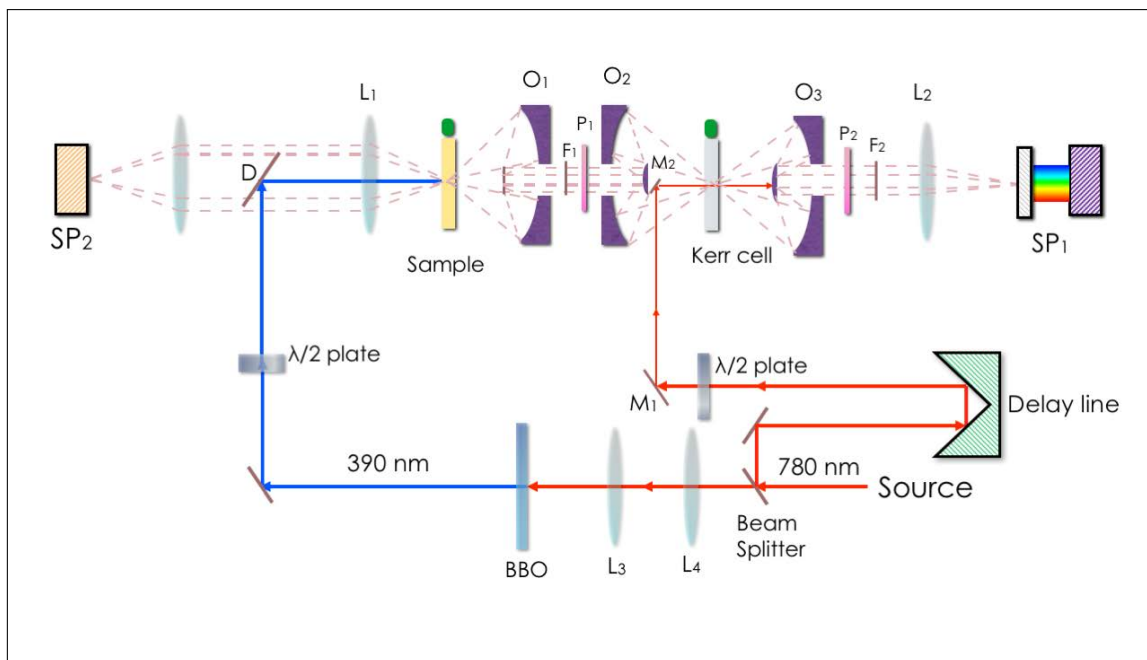 O₁
O₂
O₃
L₁
P₁
P₂
L₂
F₁
M₂
F₂
D
SP₂
Sample
Kerr cell
SP₁
λ/2 plate
λ/2 plate
M₁
Delay line
390 nm
780 nm
Source
Beam
Splitter
BBO
L₃
L₄